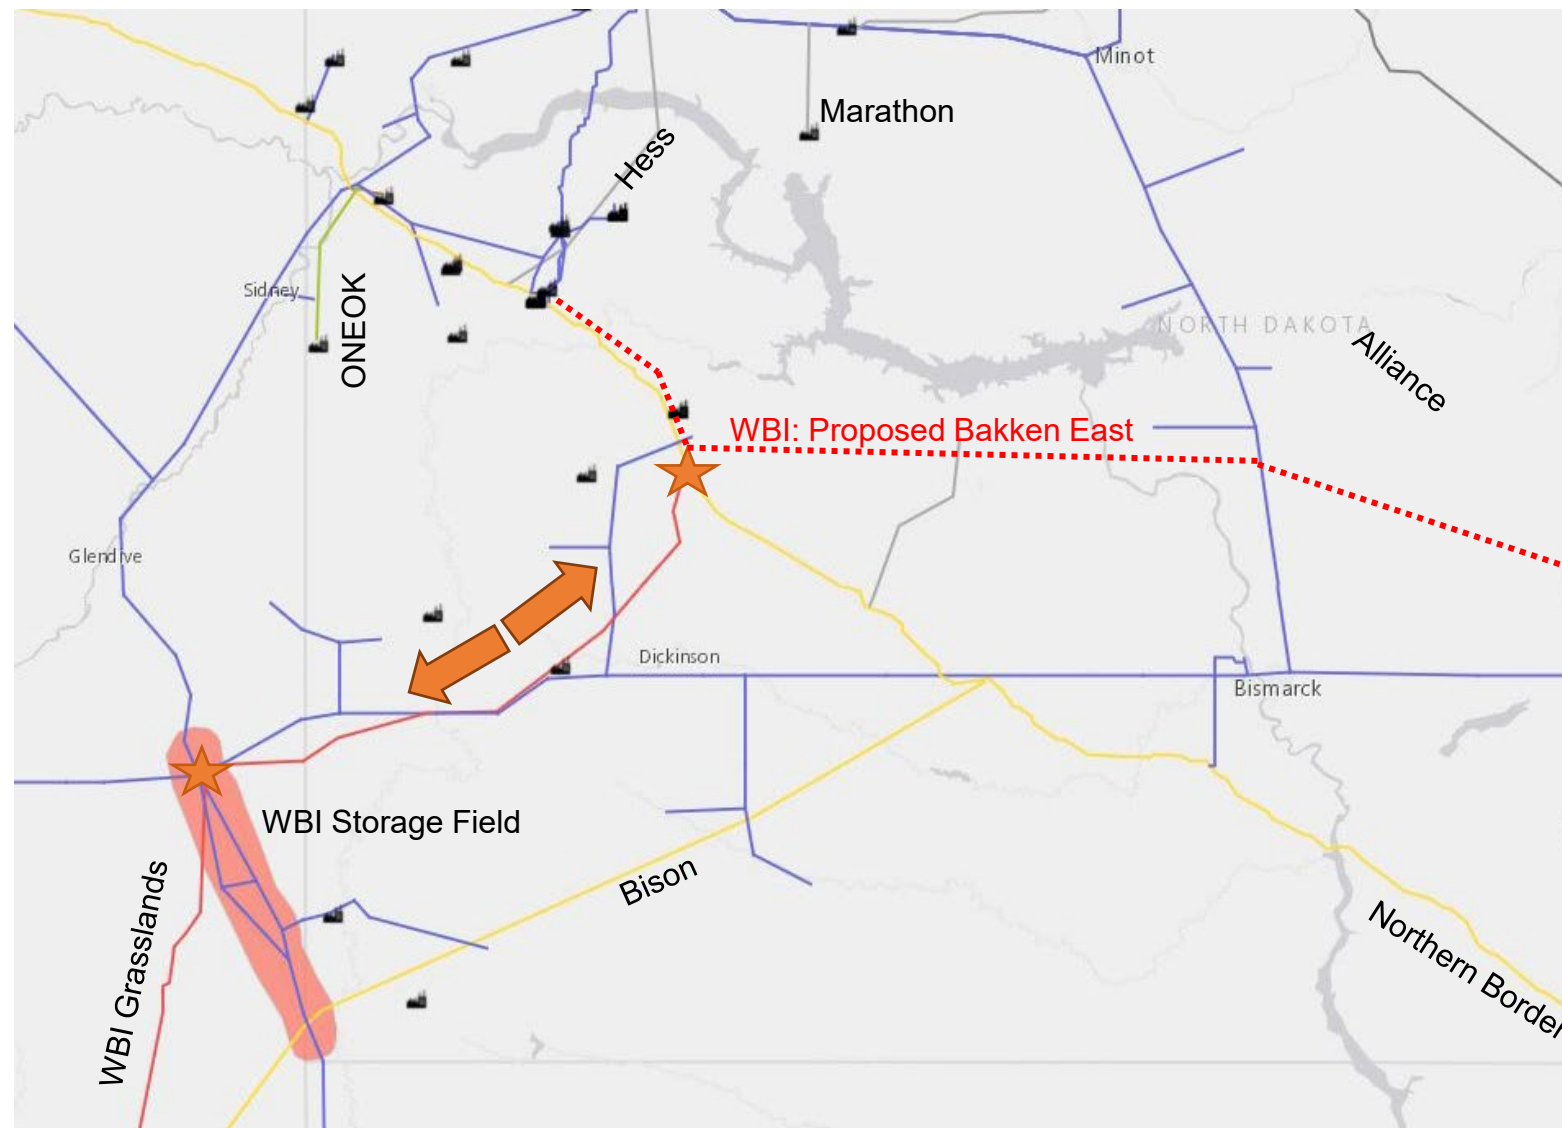 Minot
Marathon
Hess
Sidney
ONEOK
NORTH DAKOTA
Alliance
WBI: Proposed Bakken East
Glendive
Dickinson
Bismarck
WBI Storage Field
Bison
WBI Grasslands
Northern Border